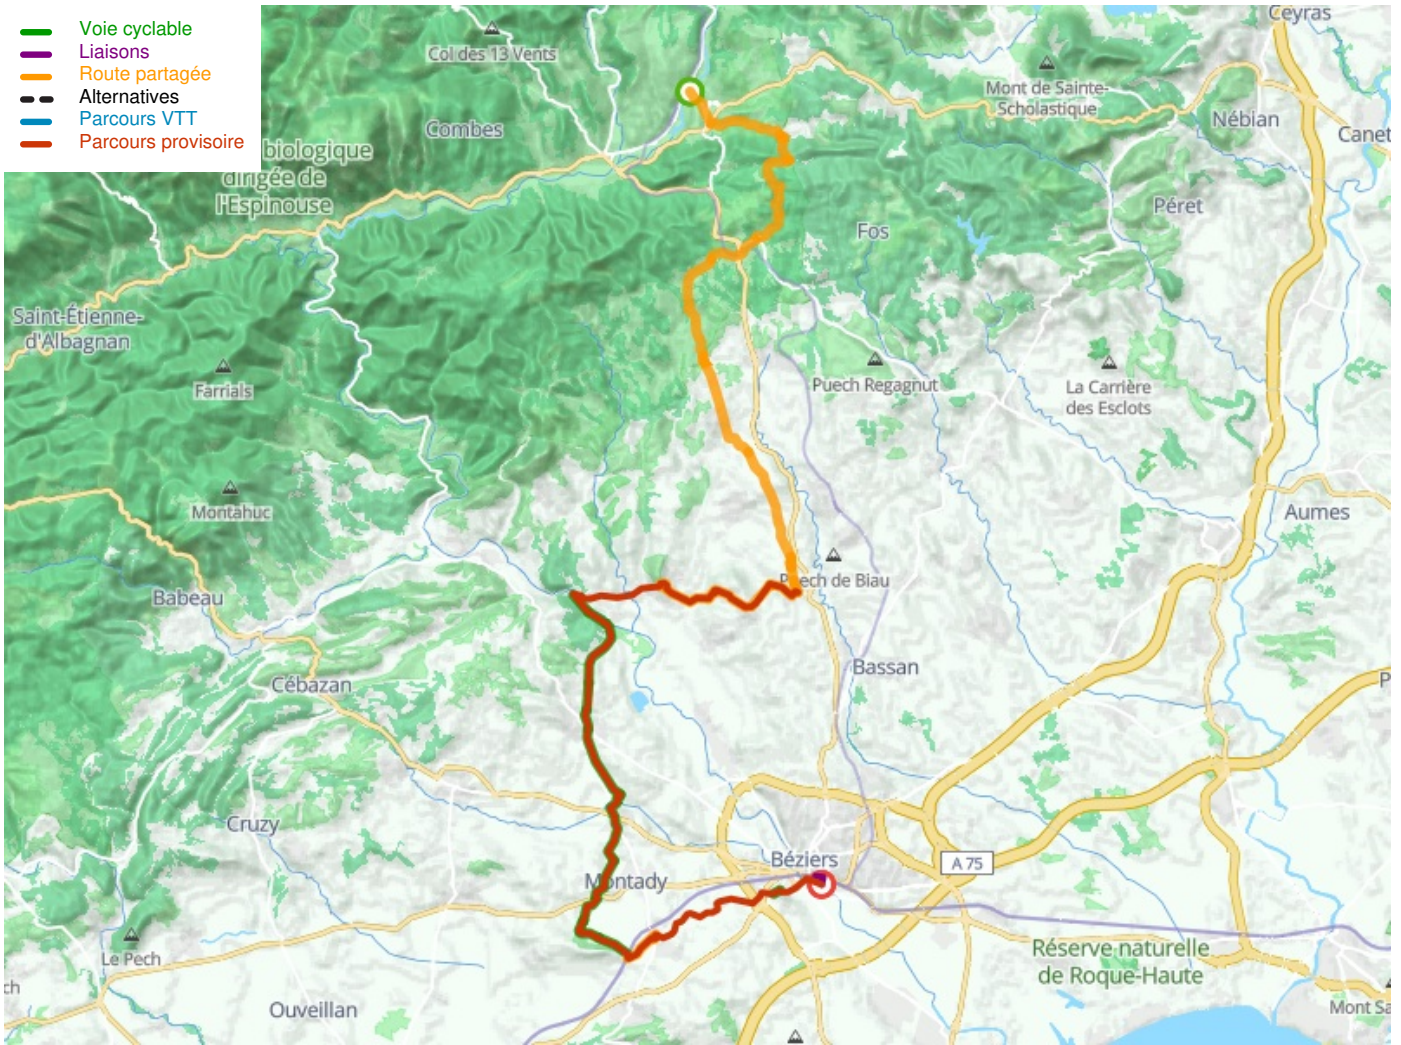 Voie cyclable
Liaisons
Route partagée
Alternatives
Parcours VTT
Parcours provisoire
Ceyras
Col des 13 Vents
Mont de Sainte-
Scholastique
Nébian
Canet
Combes
biologique
dirigée de
l'Espinouse
Péret
Fos
Saint-Étienne-
d'Albagnan
Farrials
Puech Regagnut
La Carrière
des Esclots
Montahuc
Aumes
Puech de Biau
Babeau
Bassan
Cébazan
P
Cruzy
Béziers
A 75
Montady
Le Pech
Réserve naturelle
de Roque-Haute
ch
Ouveillan
Mont Sa